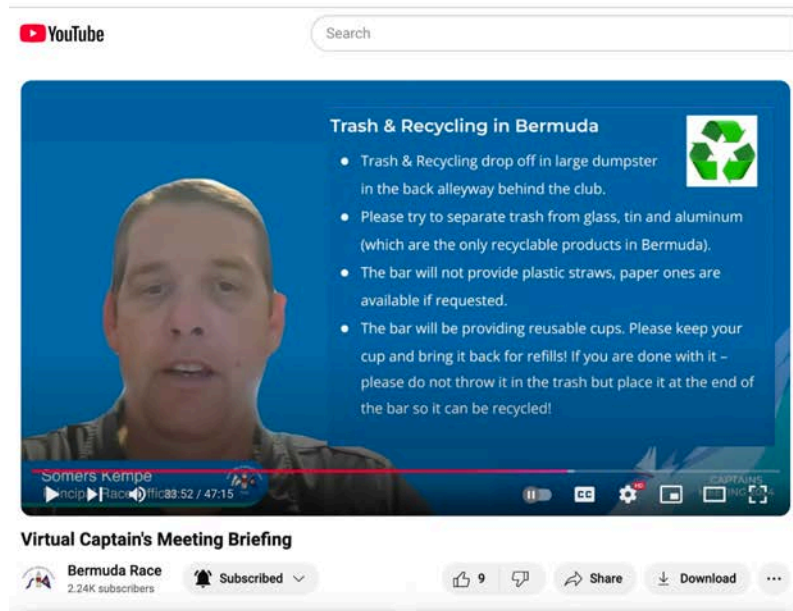 YouTube
Search
Trash & Recycling in Bermuda
● Trash & Recycling drop off in large dumpster
in the back alleyway behind the club.
● Please try to separate trash from glass, tin and aluminum
(which are the only recyclable products in Bermuda).
● The bar will not provide plastic straws, paper ones are
available if requested.
● The bar will be providing reusable cups. Please keep your
cup and bring it back for refills! If you are done with it –
please do not throw it in the trash but place it at the end of
the bar so it can be recycled!
Somers Kempe
Race
33:52 / 47:15
CC
HD
CAPTAINS
Virtual Captain's Meeting Briefing
Bermuda Race
2.24K subscribers
Subscribed
9
Share
Download